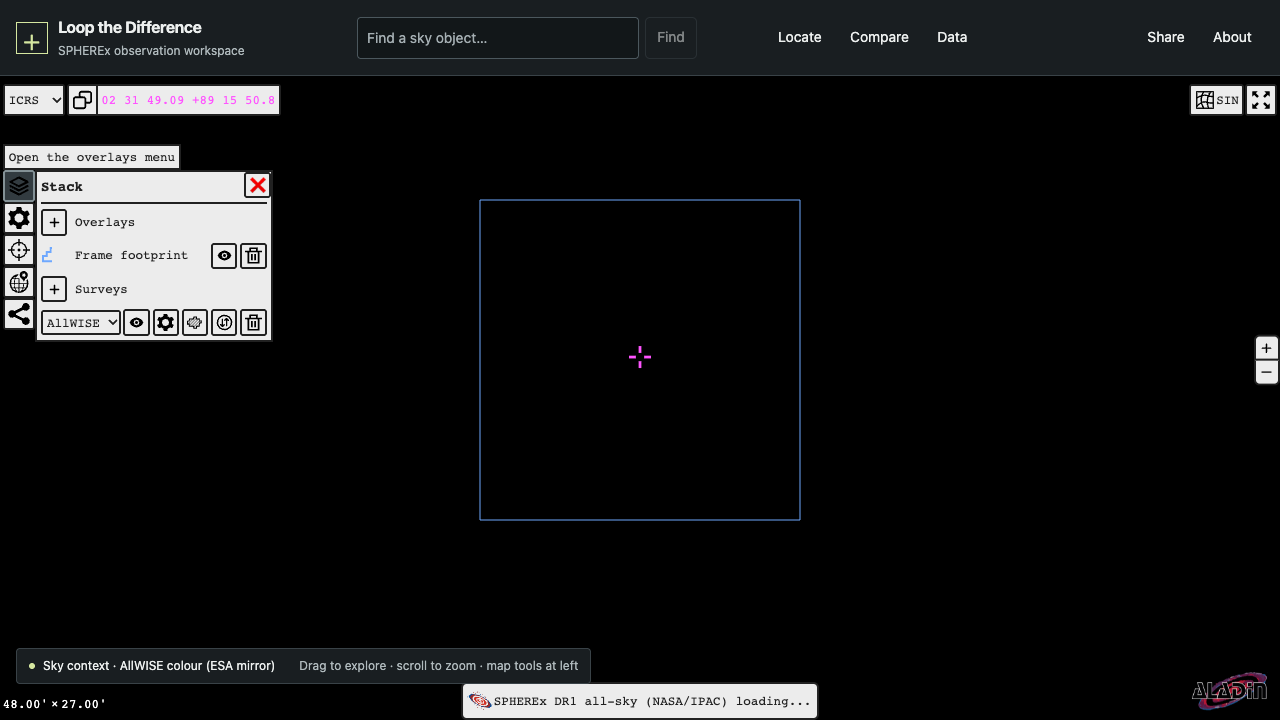 Loop the Difference
SPHEREx observation workspace
Find a sky object...
Find
Locate
Compare
Data
Share
About
ICRS
02 31 49.09 +89 15 50.8
SIN
Open the overlays menu
Stack
+ Overlays
Frame footprint
+ Surveys
AllWISE
+
−
Sky context · AllWISE colour (ESA mirror)
Drag to explore · scroll to zoom · map tools at left
48.00' × 27.00'
SPHEREx DR1 all-sky (NASA/IPAC) loading...
ALADIN